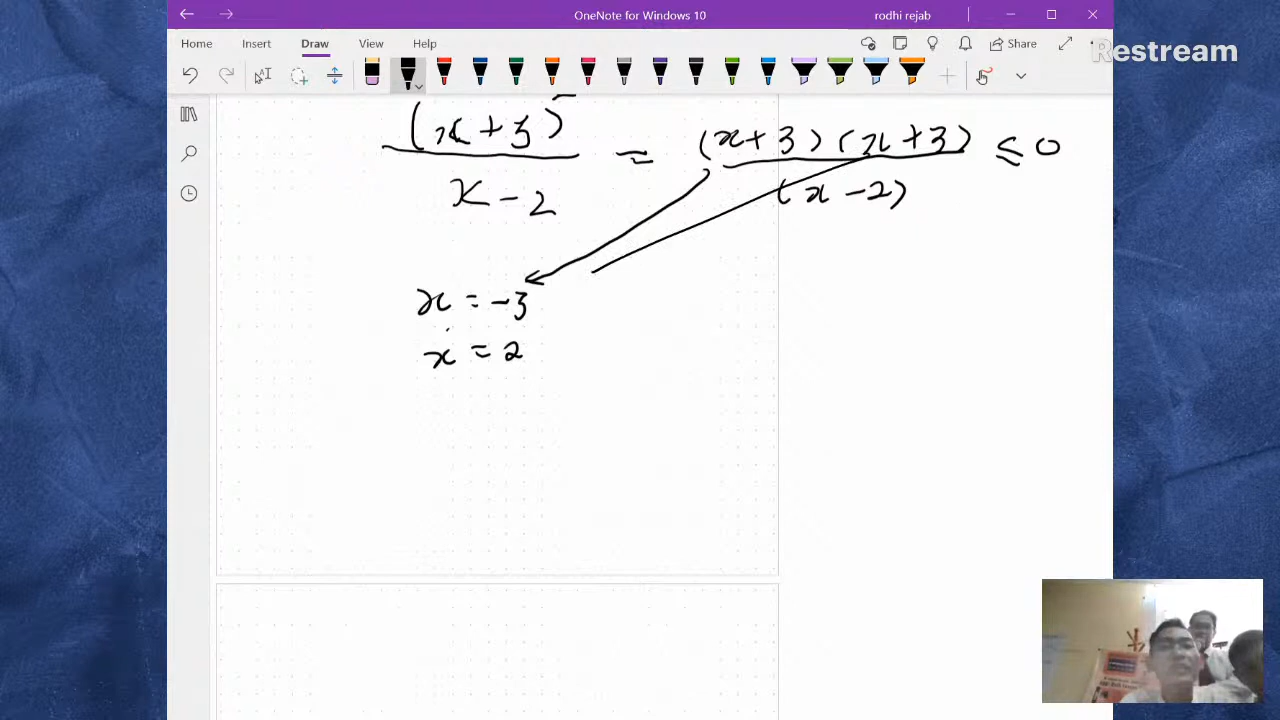 OneNote for Windows 10
rodhi rejab
Home Insert Draw View Help Share
Restream
(x+3)² / x-2 = (x+3)(x+3) / (x-2) ≤ 0
x = -3
x = 2